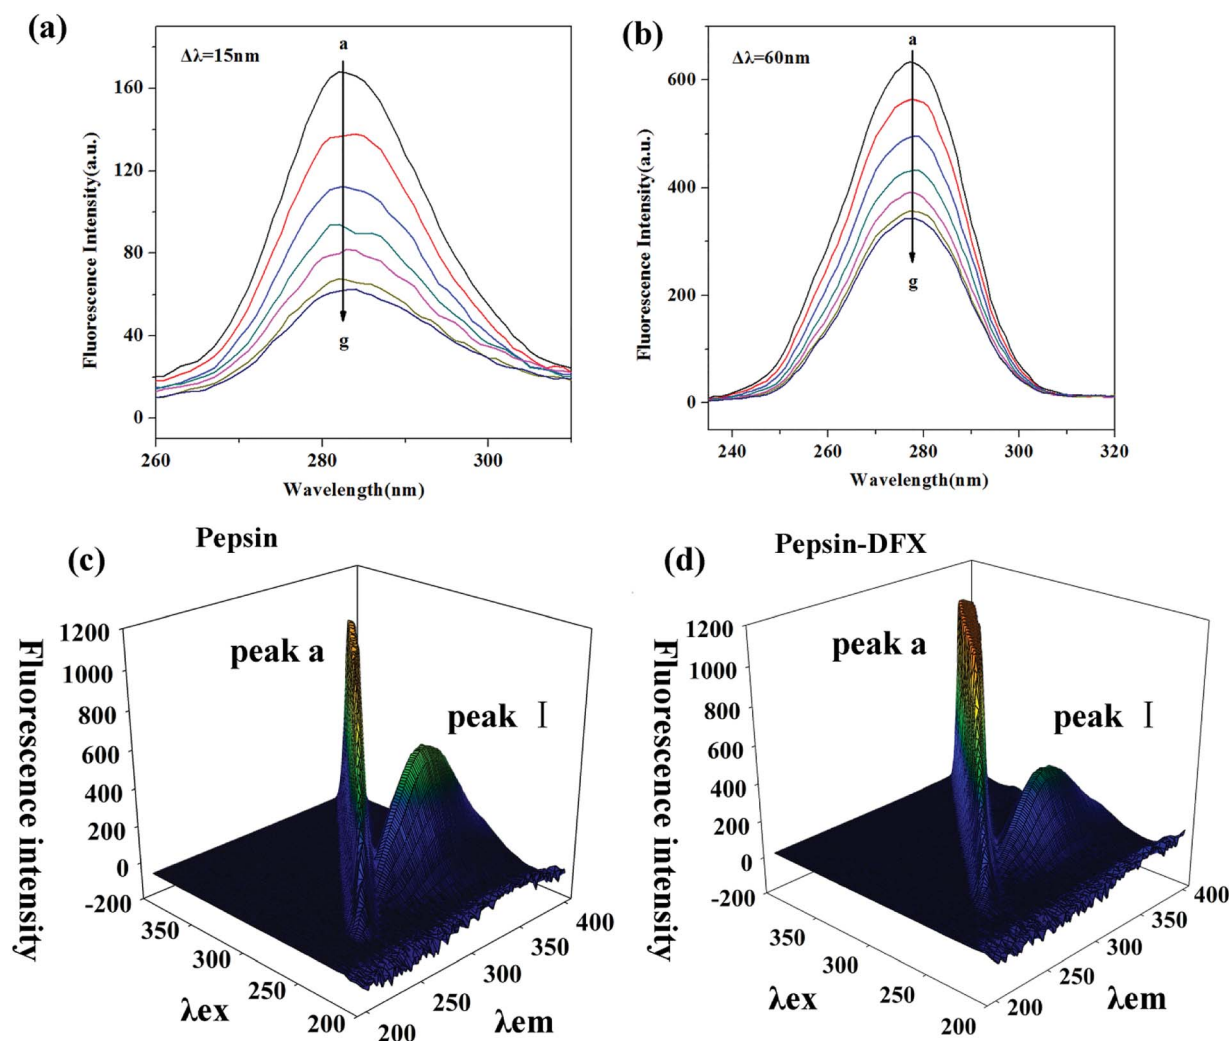 (a)
Δλ=15nm
a
g
160
120
80
40
0
260
280
300
Fluorescence Intensity(a.u.)
Wavelength(nm)
(b)
Δλ=60nm
a
g
600
400
200
0
240
260
280
300
320
Fluorescence Intensity(a.u.)
Wavelength(nm)
(c)
Pepsin
peak a
peak I
1200
1000
800
600
400
200
0
-200
Fluorescence intensity
350
300
250
200
λex
200
250
300
350
400
λem
(d)
Pepsin-DFX
peak a
peak I
1200
1000
800
600
400
200
0
-200
Fluorescence intensity
350
300
250
200
λex
200
250
300
350
400
λem